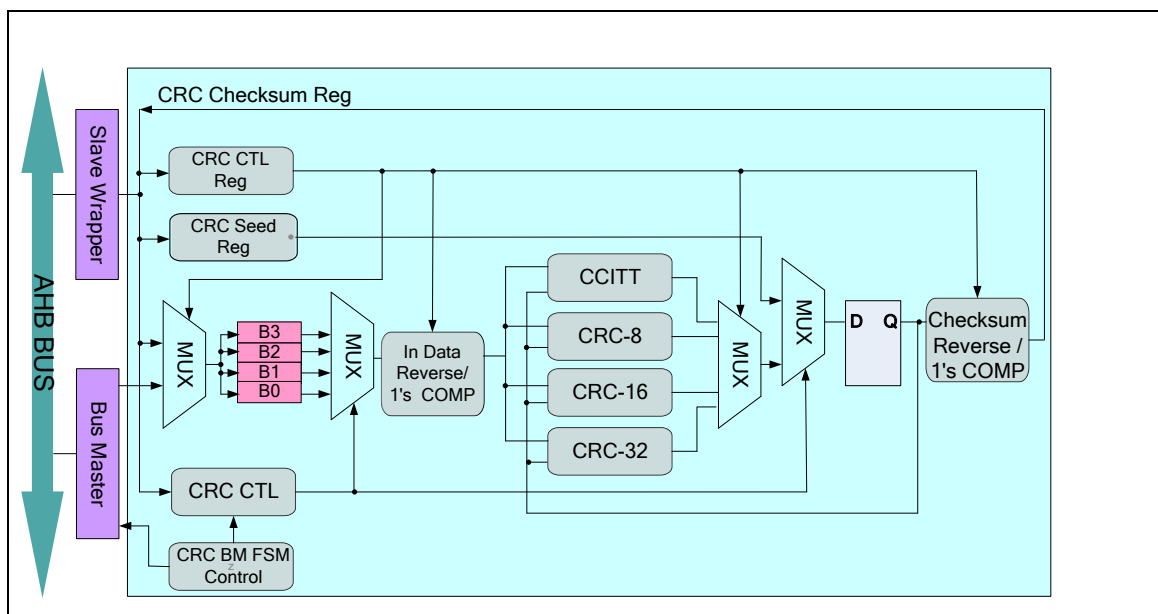 CRC Checksum Reg
AHB BUS
Slave Wrapper
Bus Master
CRC CTL
Reg
CRC Seed
Reg
MUX
B3
B2
B1
B0
MUX
In Data
Reverse/
1's COMP
CCITT
CRC-8
CRC-16
CRC-32
MUX
MUX
D Q
Checksum
Reverse /
1's COMP
CRC CTL
CRC BM FSM
z
Control